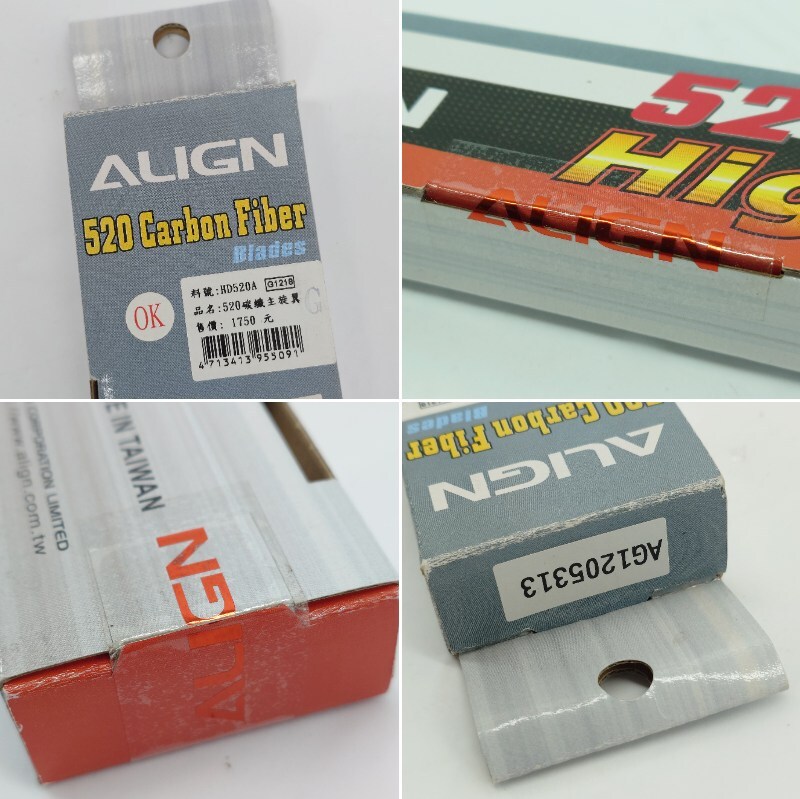 ALIGN
520 Carbon Fiber
Blades
OK
料號:HD520A G121B
品名:520碳纖主旋翼
售價: 1750 元
G
4713413955091
N
52
Hig
ALIGN
E IN TAIWAN
CORPORATION LIMITED
www.align.com.tw
ALIGN
520 Carbon Fiber
Blades
ALIGN
AG1205313